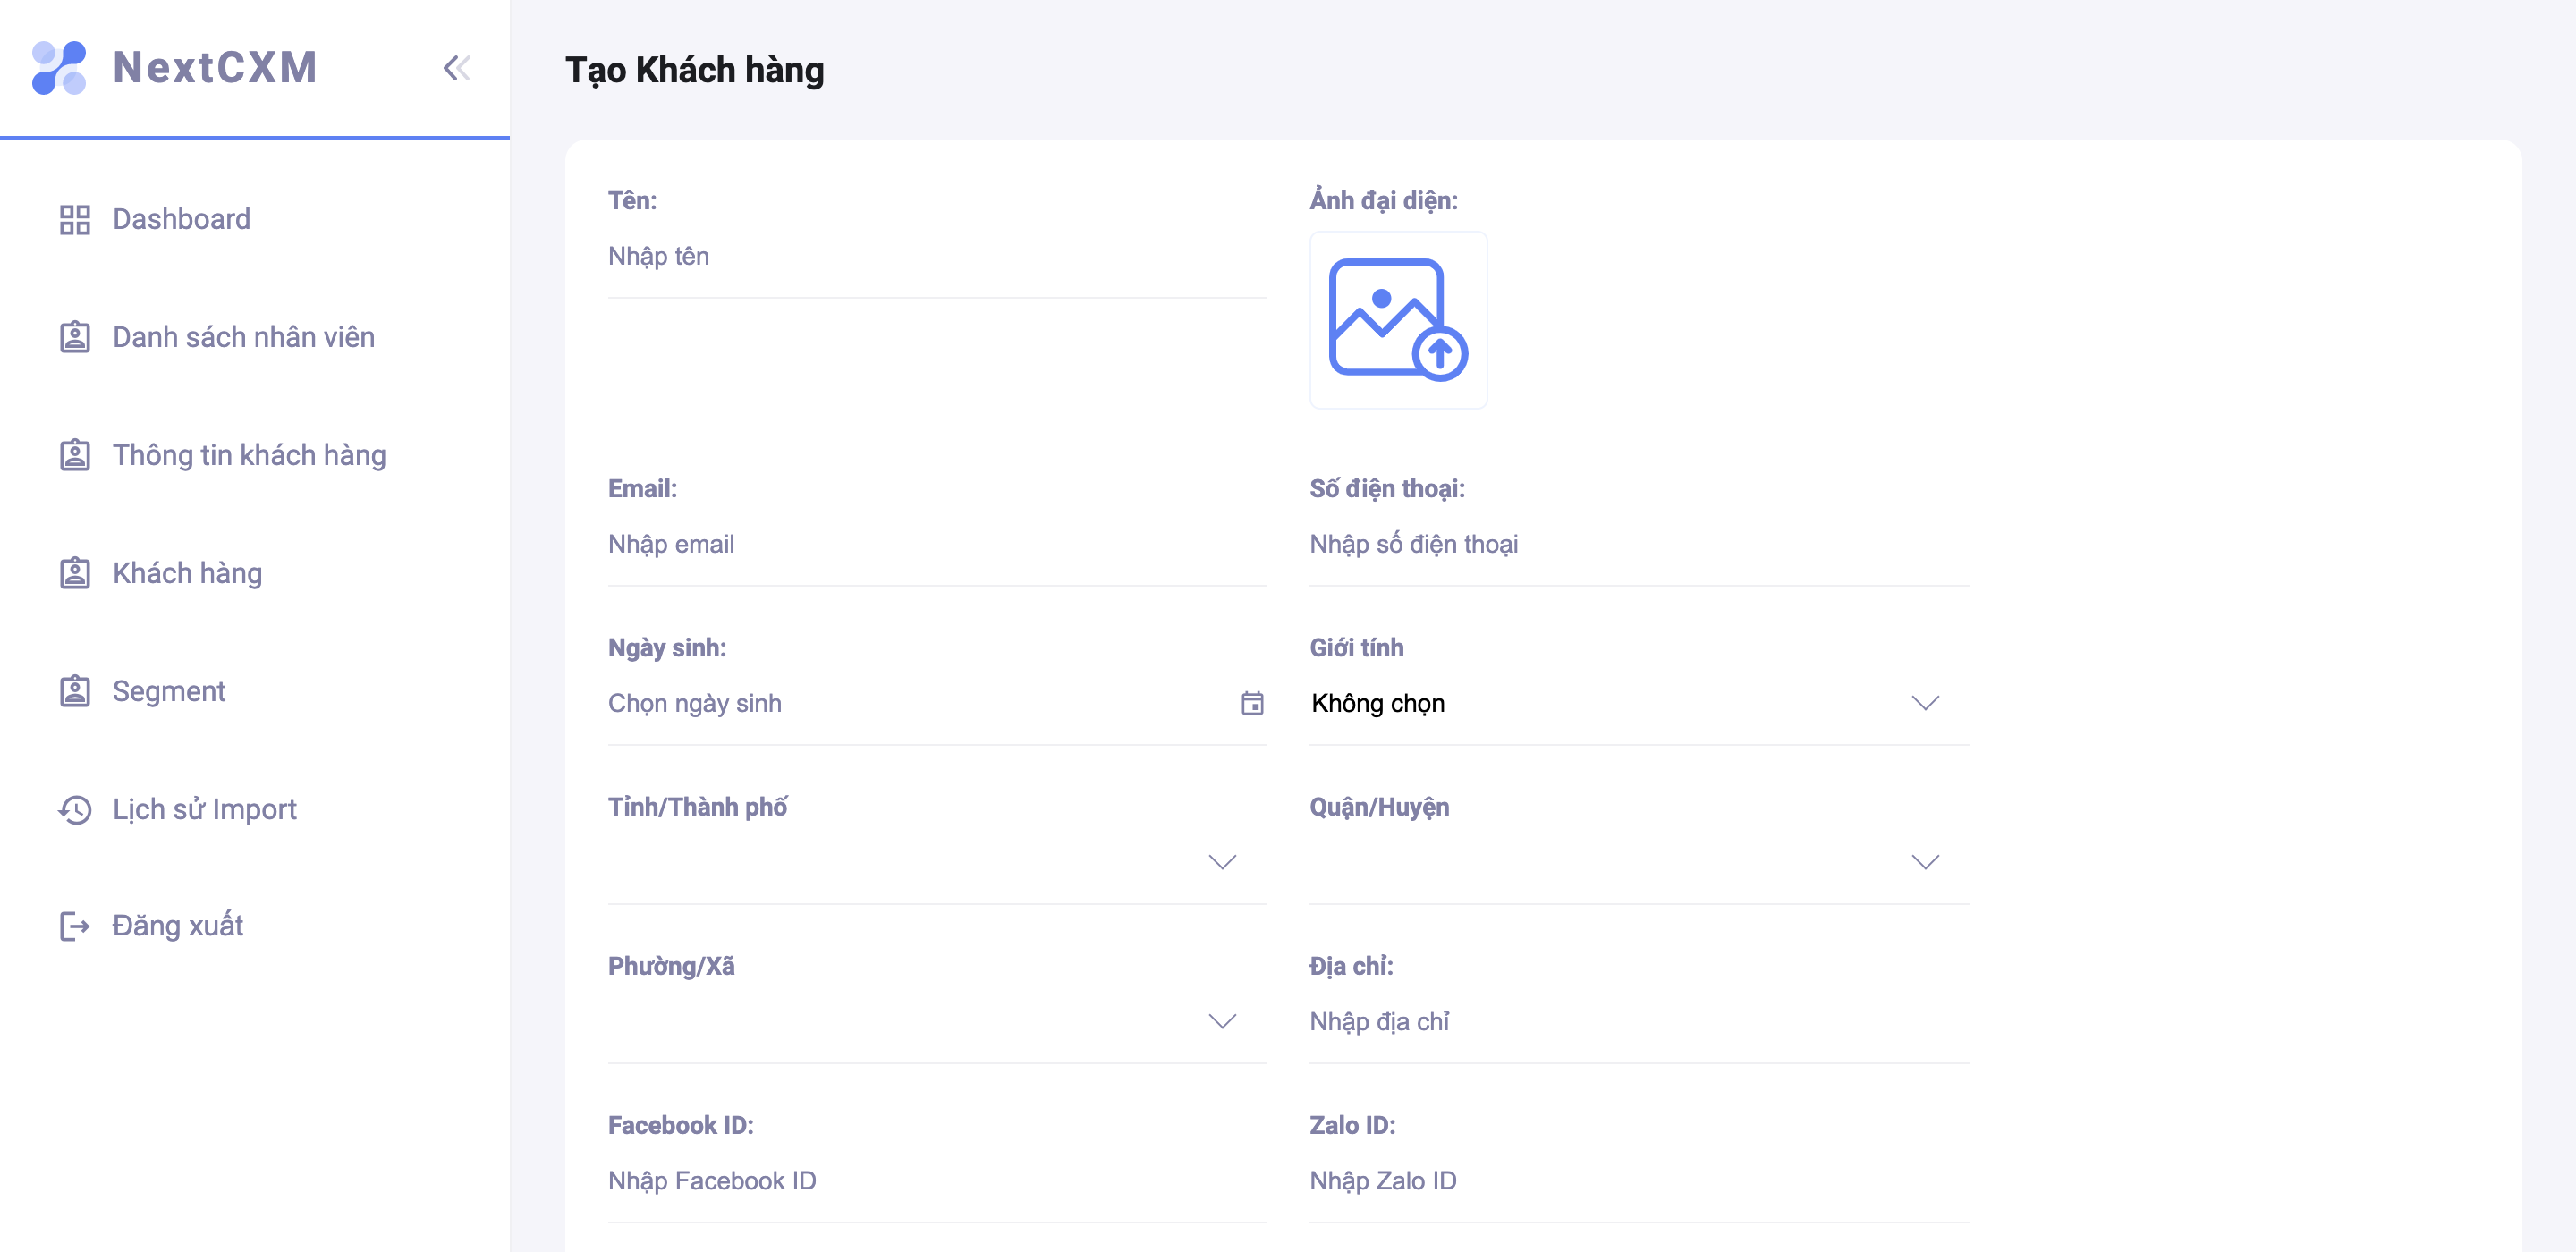 NextCXM
Dashboard
Danh sách nhân viên
Thông tin khách hàng
Khách hàng
Segment
Lịch sử Import
Đăng xuất
Tạo Khách hàng
Tên:
Nhập tên
Ảnh đại diện:
Email:
Nhập email
Số điện thoại:
Nhập số điện thoại
Ngày sinh:
Chọn ngày sinh
Giới tính
Không chọn
Tỉnh/Thành phố
Quận/Huyện
Phường/Xã
Địa chỉ:
Nhập địa chỉ
Facebook ID:
Nhập Facebook ID
Zalo ID:
Nhập Zalo ID